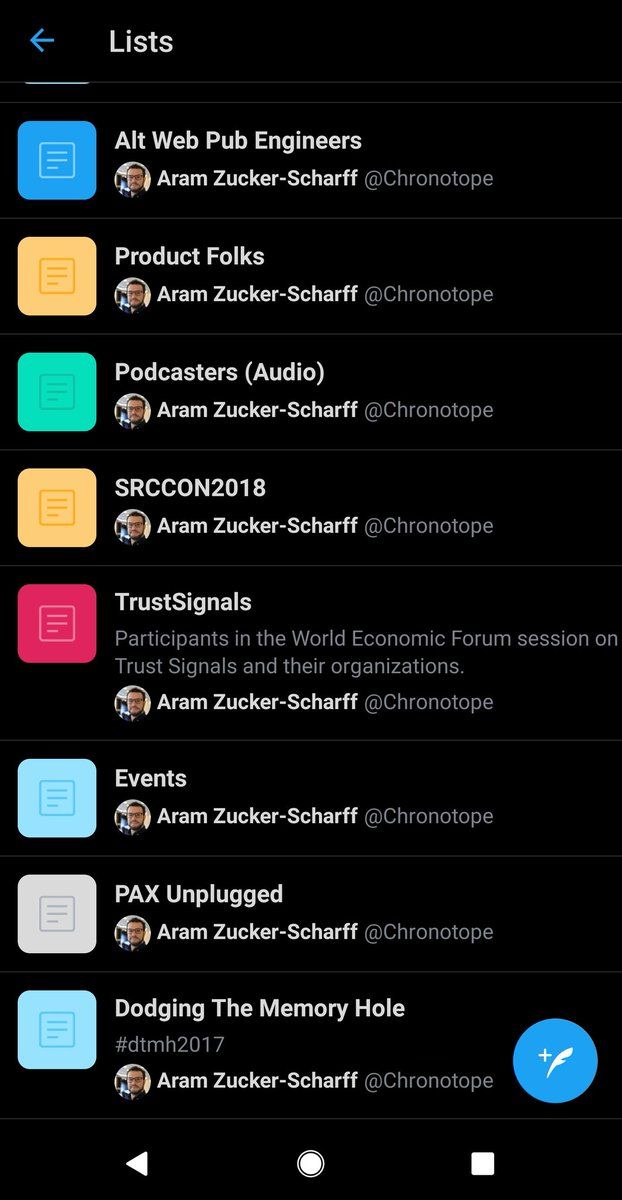 Lists
Alt Web Pub Engineers
Aram Zucker-Scharff @Chronotope
Product Folks
Aram Zucker-Scharff @Chronotope
Podcasters (Audio)
Aram Zucker-Scharff @Chronotope
SRCCON2018
Aram Zucker-Scharff @Chronotope
TrustSignals
Participants in the World Economic Forum session on
Trust Signals and their organizations.
Aram Zucker-Scharff @Chronotope
Events
Aram Zucker-Scharff @Chronotope
PAX Unplugged
Aram Zucker-Scharff @Chronotope
Dodging The Memory Hole
#dtmh2017
Aram Zucker-Scharff @Chronotope